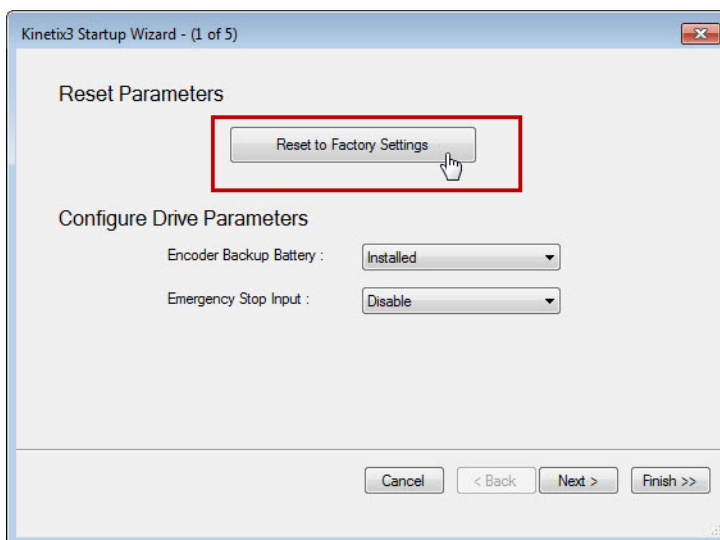 Kinetix3 Startup Wizard - (1 of 5)
Reset Parameters
Reset to Factory Settings
Configure Drive Parameters
Encoder Backup Battery : Installed
Emergency Stop Input : Disable
Cancel < Back Next > Finish >>